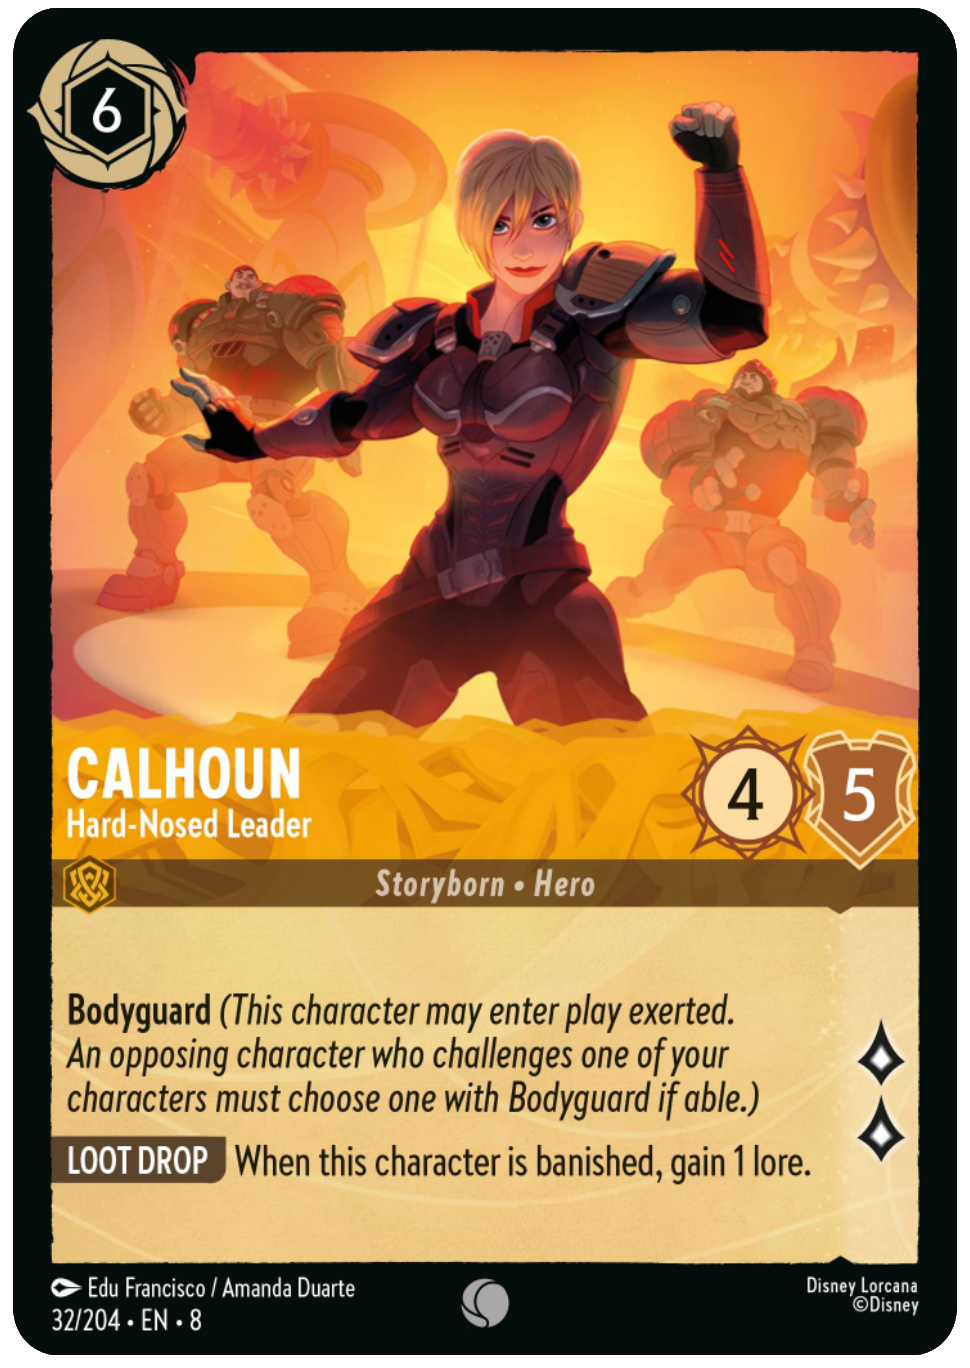 6
CALHOUN
Hard-Nosed Leader
4
5
Storyborn • Hero
Bodyguard (This character may enter play exerted.
An opposing character who challenges one of your
characters must choose one with Bodyguard if able.)
LOOT DROP When this character is banished, gain 1 lore.
Edu Francisco / Amanda Duarte
32/204 • EN • 8
Disney Lorcana
©Disney